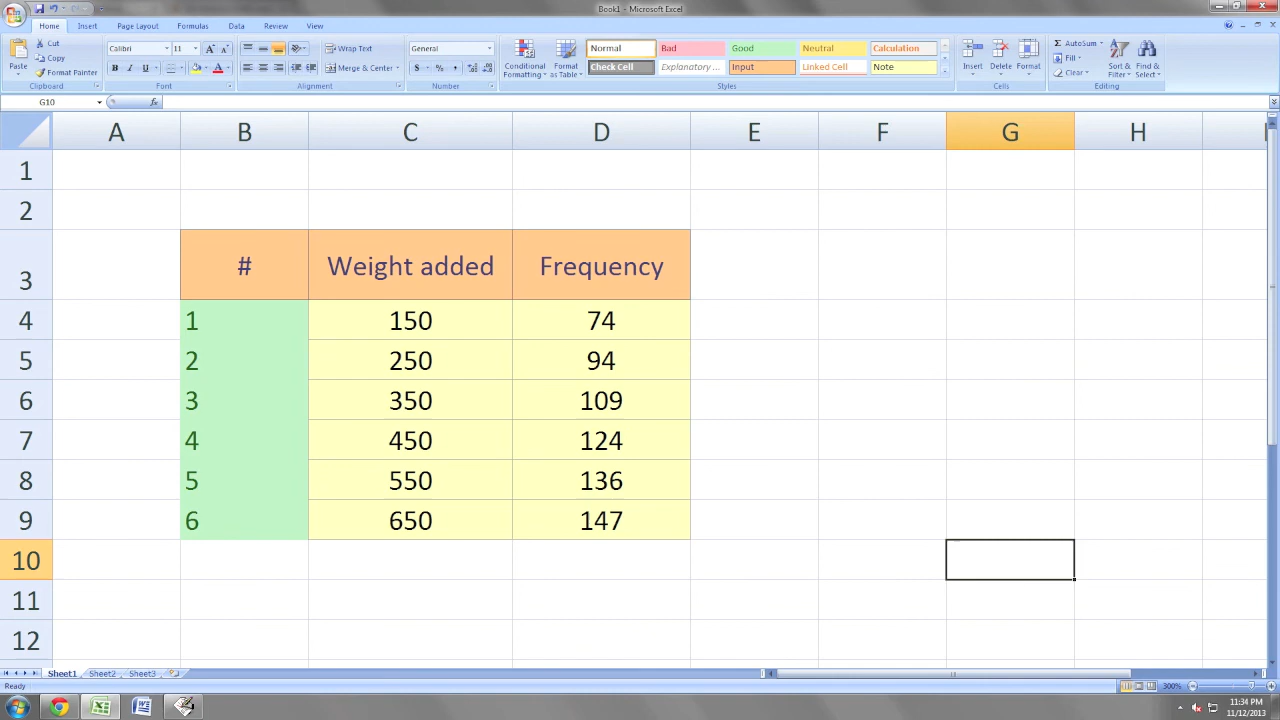 Book1 - Microsoft Excel
Home Insert Page Layout Formulas Data Review View
Cut
Copy
Format Painter
Paste
Clipboard
Calibri 11
B I U
Font
Wrap Text
Merge & Center
Alignment
General
$ % ,
Number
Conditional Formatting
Format as Table
Normal Bad Good Neutral Calculation
Check Cell Explanatory ... Input Linked Cell Note
Styles
Insert Delete Format
Cells
Σ AutoSum
Fill
Clear
Sort & Filter
Find & Select
Editing
G10 fx
A B C D E F G H
1
2
3 # Weight added Frequency
4 1 150 74
5 2 250 94
6 3 350 109
7 4 450 124
8 5 550 136
9 6 650 147
10
11
12
Sheet1 Sheet2 Sheet3
Ready 300%
11:34 PM
11/12/2013